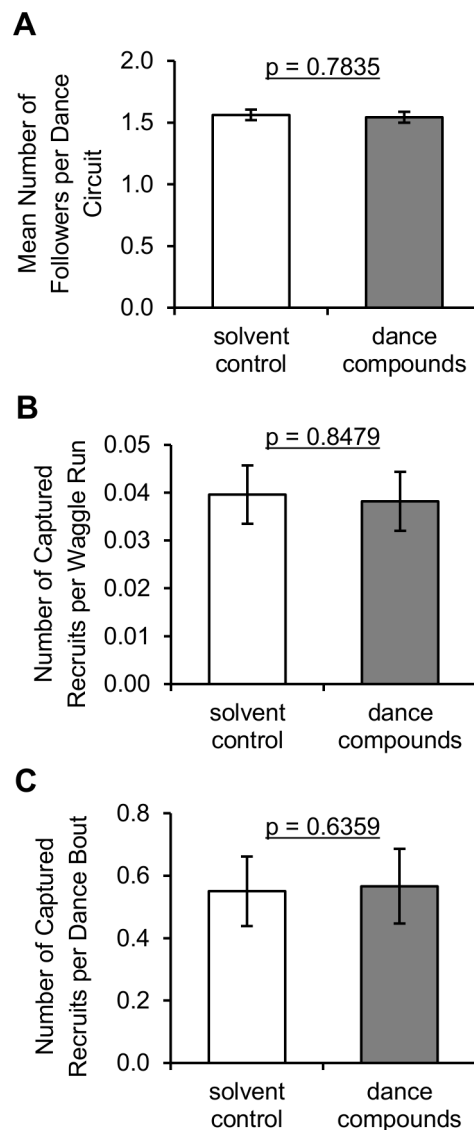 A
Mean Number of
Followers per Dance
Circuit
2.0
1.5
1.0
0.5
0.0
p = 0.7835
solvent
control
dance
compounds
B
Number of Captured
Recruits per Waggle Run
0.05
0.04
0.03
0.02
0.01
0.00
p = 0.8479
solvent
control
dance
compounds
C
Number of Captured
Recruits per Dance Bout
0.8
0.6
0.4
0.2
0.0
p = 0.6359
solvent
control
dance
compounds